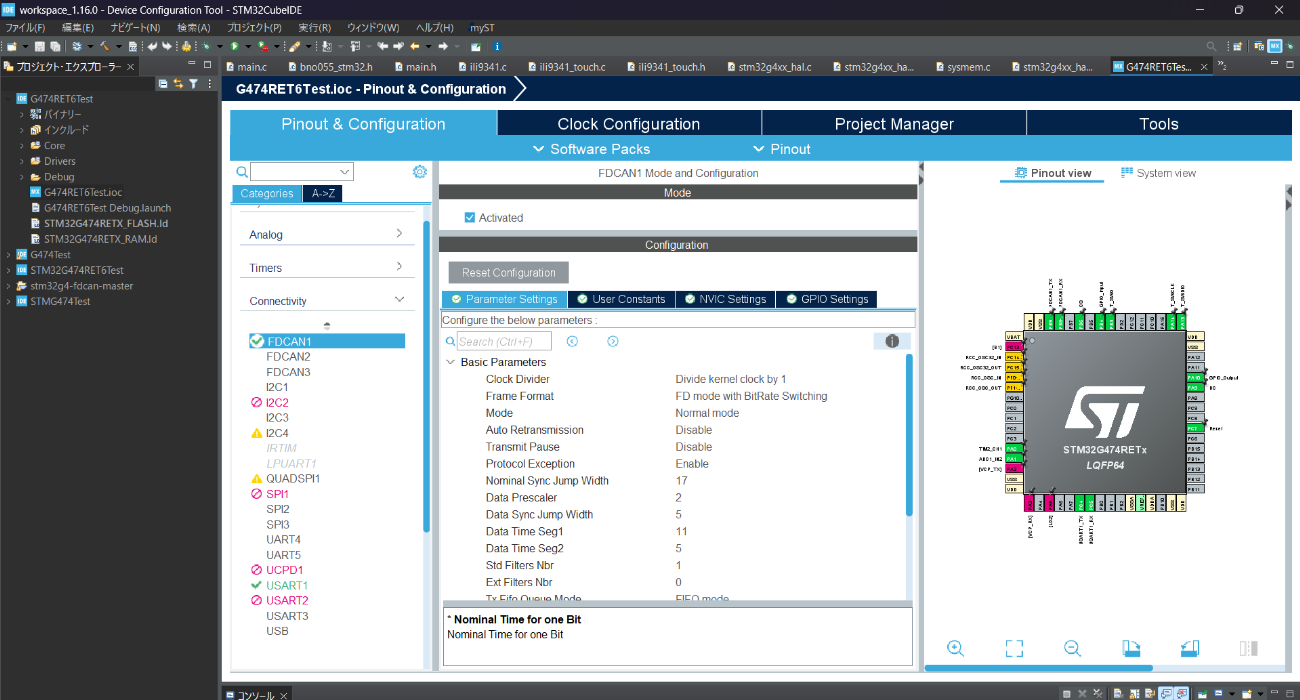 workspace_1.16.0 - Device Configuration Tool - STM32CubeIDE
ファイル(F) 編集(E) ナビゲート(N) 検索(A) プロジェクト(P) 実行(R) ウィンドウ(W) ヘルプ(H) myST
プロジェクト・エクスプローラー
main.c bno055_stm32.h main.h ili9341.c ili9341_touch.c ili9341_touch.h stm32g4xx_hal.c stm32g4xx_ha... sysmem.c stm32g4xx_ha... G474RET6Tes...
G474RET6Test
バイナリー
インクルード
Core
Drivers
Debug
G474RET6Test.ioc
G474RET6Test Debug.launch
STM32G474RETX_FLASH.ld
STM32G474RETX_RAM.ld
G474Test
STM32G474RET6Test
stm32g4-fdcan-master
STMG474Test
G474RET6Test.ioc - Pinout & Configuration
Pinout & Configuration Clock Configuration Project Manager Tools
Software Packs Pinout
Categories A->Z
Analog
Timers
Connectivity
FDCAN1
FDCAN2
FDCAN3
I2C1
I2C2
I2C3
I2C4
IRTIM
LPUART1
QUADSPI1
SPI1
SPI2
SPI3
UART4
UART5
UCPD1
USART1
USART2
USART3
USB
FDCAN1 Mode and Configuration
Mode
Activated
Configuration
Reset Configuration
Parameter Settings User Constants NVIC Settings GPIO Settings
Configure the below parameters :
Search (Ctrl+F)
Basic Parameters
Clock Divider Divide kernel clock by 1
Frame Format FD mode with BitRate Switching
Mode Normal mode
Auto Retransmission Disable
Transmit Pause Disable
Protocol Exception Enable
Nominal Sync Jump Width 17
Data Prescaler 2
Data Sync Jump Width 5
Data Time Seg1 11
Data Time Seg2 5
Std Filters Nbr 1
Ext Filters Nbr 0
Tx Fifo Queue Mode FIFO mode
* Nominal Time for one Bit
Nominal Time for one Bit
Pinout view System view
STM32G474RETx
LQFP64
RCC_OSC32_IN
RCC_OSC32_OUT
RCC_OSC_IN
RCC_OSC_OUT
TIM2_CH1
ADC1_IN2
[VCP_TX]
GPIO_Output
DC
Reset
コンソール